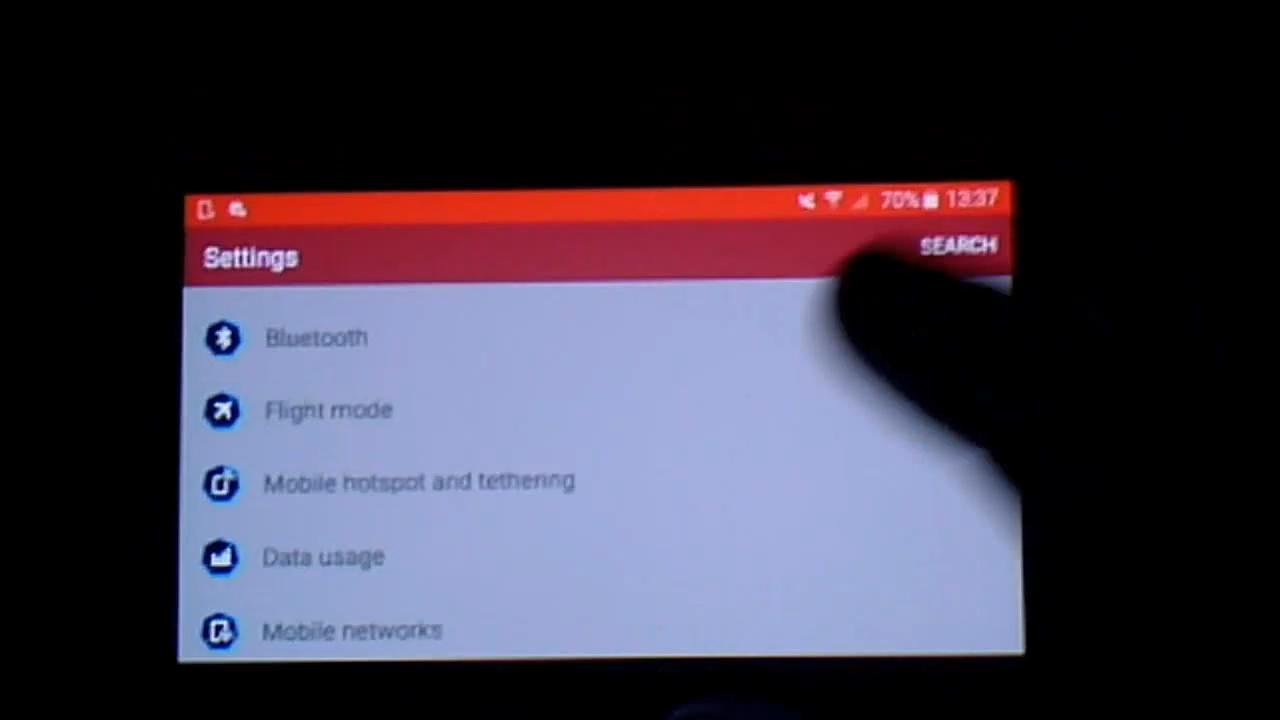 70% 13:37
Settings SEARCH
Bluetooth
Flight mode
Mobile hotspot and tethering
Data usage
Mobile networks